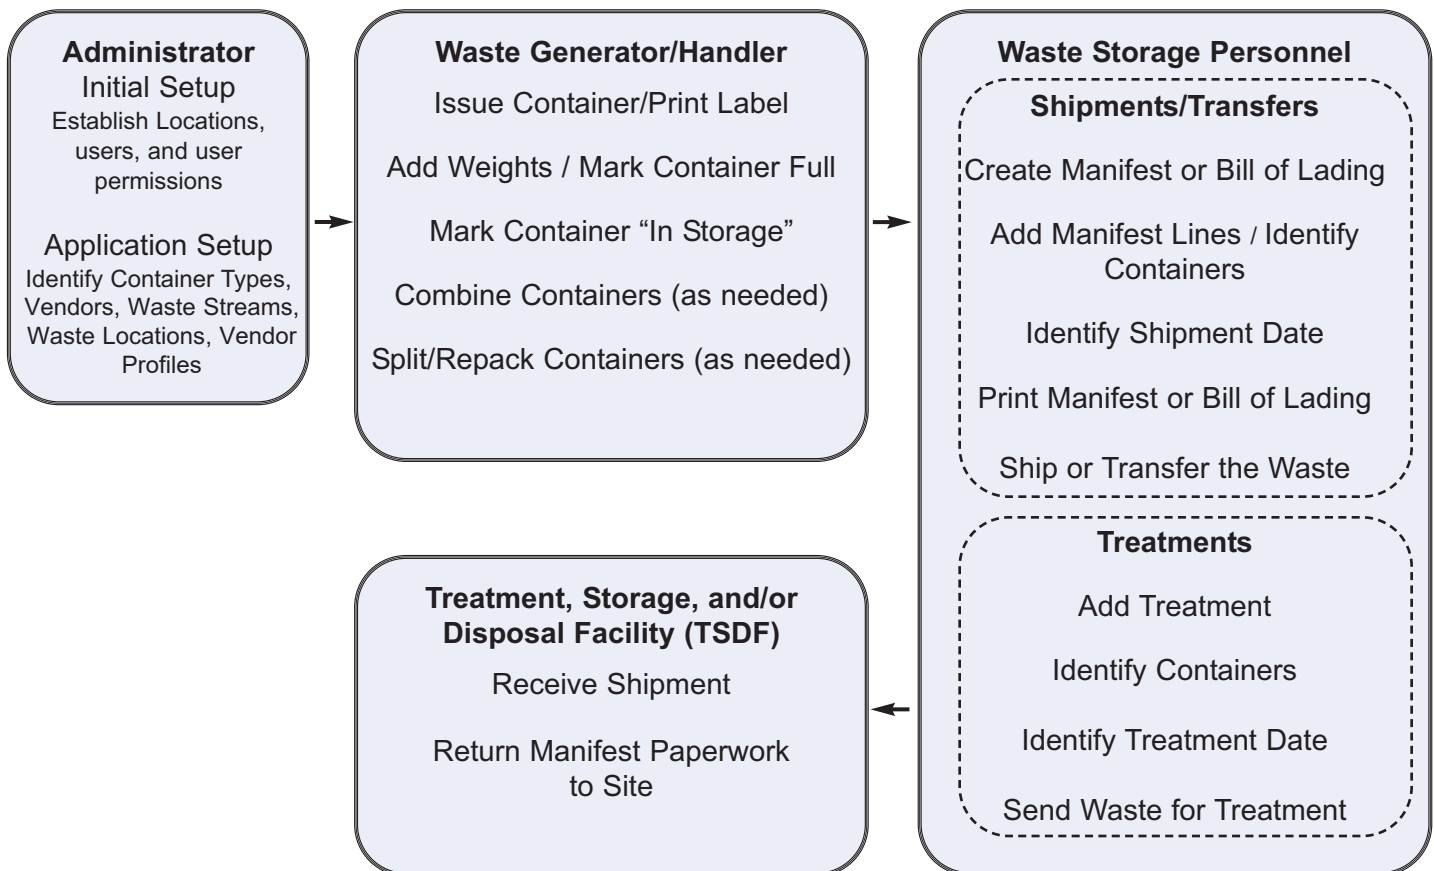 Administrator
Initial Setup
Establish Locations,
users, and user
permissions
Application Setup
Identify Container Types,
Vendors, Waste Streams,
Waste Locations, Vendor
Profiles
Waste Generator/Handler
Issue Container/Print Label
Add Weights / Mark Container Full
Mark Container “In Storage”
Combine Containers (as needed)
Split/Repack Containers (as needed)
Waste Storage Personnel
Shipments/Transfers
Create Manifest or Bill of Lading
Add Manifest Lines / Identify
Containers
Identify Shipment Date
Print Manifest or Bill of Lading
Ship or Transfer the Waste
Treatments
Add Treatment
Identify Containers
Identify Treatment Date
Send Waste for Treatment
Treatment, Storage, and/or
Disposal Facility (TSDF)
Receive Shipment
Return Manifest Paperwork
to Site